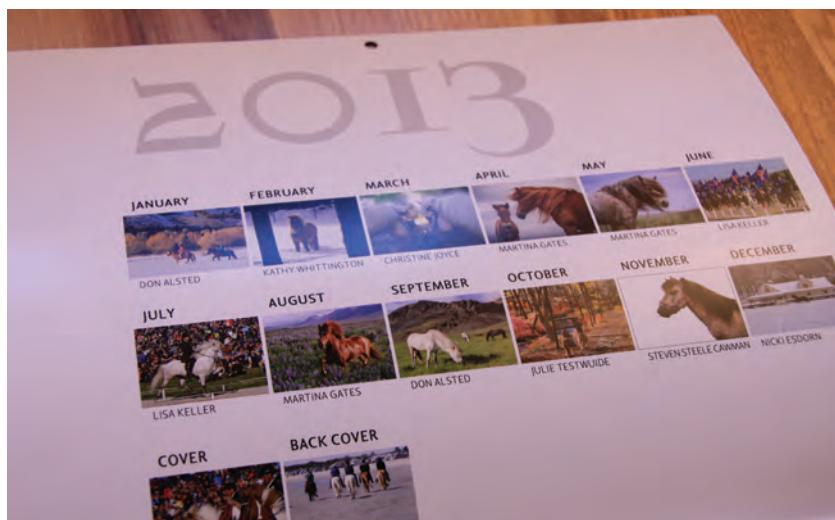 2013
JANUARY FEBRUARY MARCH APRIL MAY JUNE
DON ALSTED KATHY WHITTINGTON CHRISTINE JOYCE MARTINA GATES MARTINA GATES LISA KELLER
JULY AUGUST SEPTEMBER OCTOBER NOVEMBER DECEMBER
LISA KELLER MARTINA GATES DON ALSTED JULIE TESTWUIDE STEVEN STEELE CAWMAN NICKI ESDORN
COVER BACK COVER